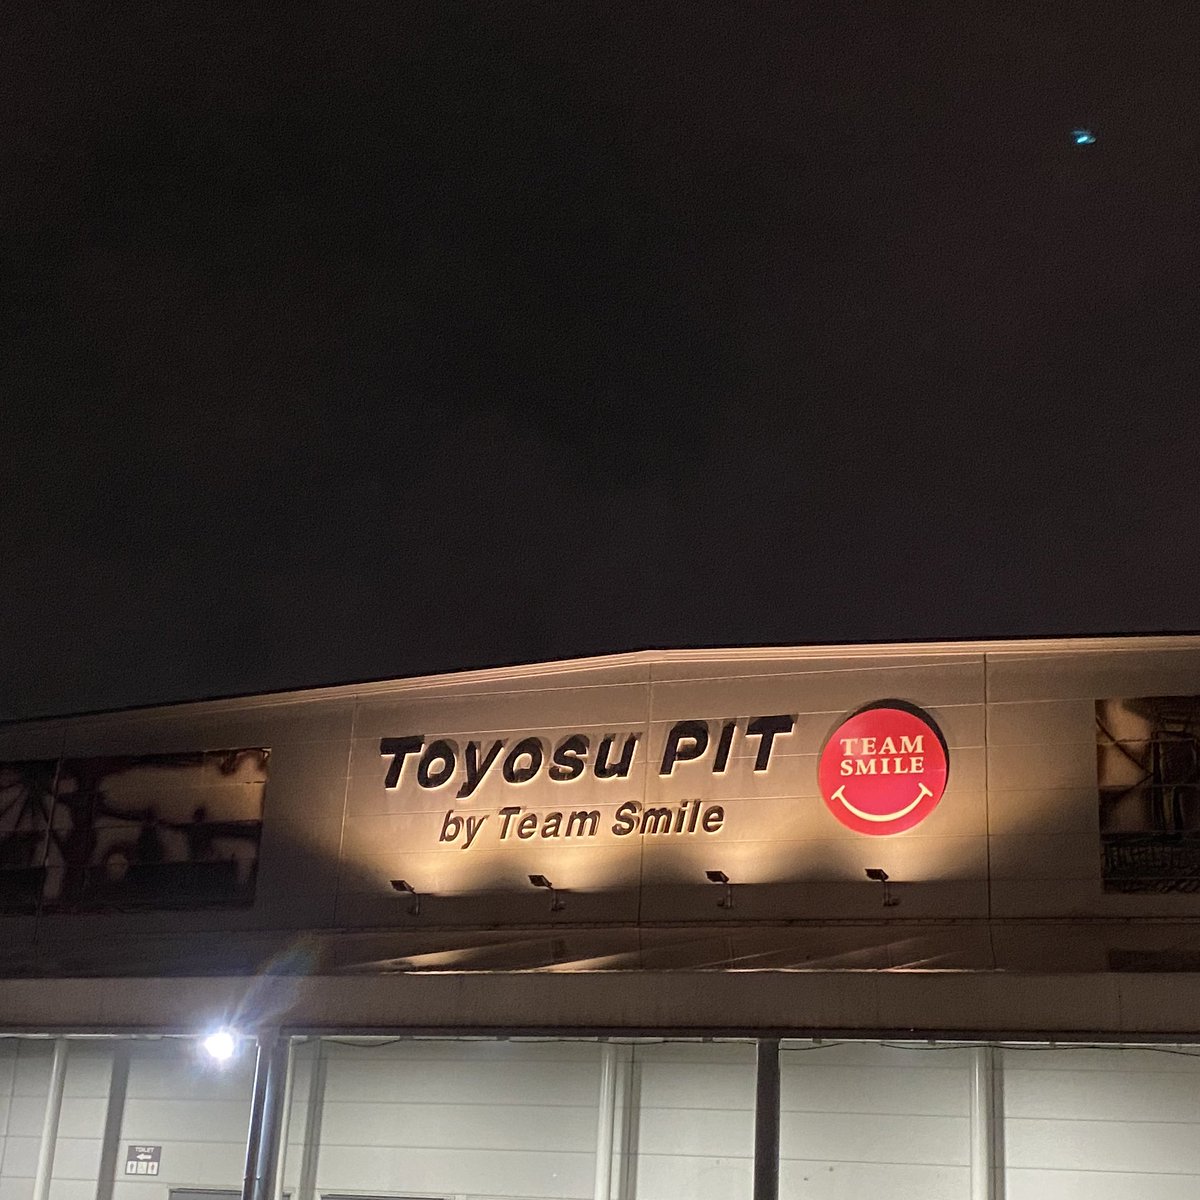 Toyosu PIT
by Team Smile
TEAM
SMILE
TOILET